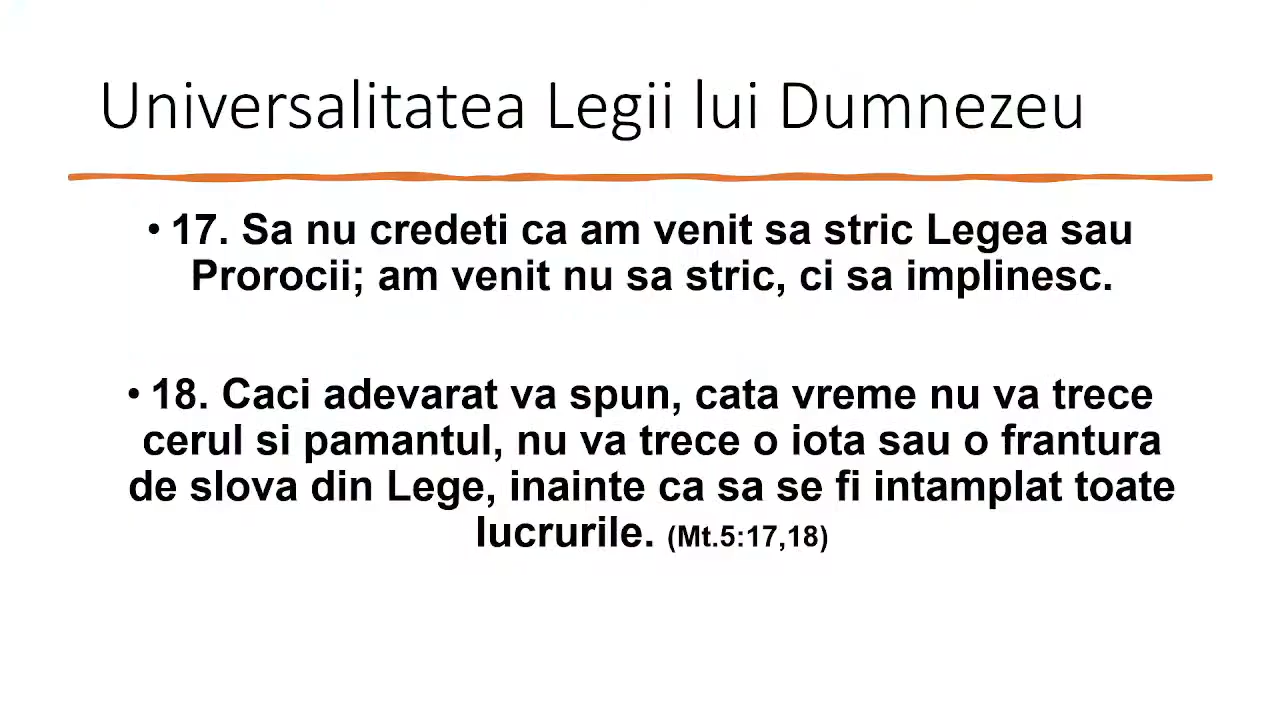 Universalitatea Legii lui Dumnezeu
• 17. Sa nu credeti ca am venit sa stric Legea sau
Prorocii; am venit nu sa stric, ci sa implinesc.
• 18. Caci adevarat va spun, cata vreme nu va trece
cerul si pamantul, nu va trece o iota sau o frantura
de slova din Lege, inainte ca sa se fi intamplat toate
lucrurile. (Mt.5:17,18)